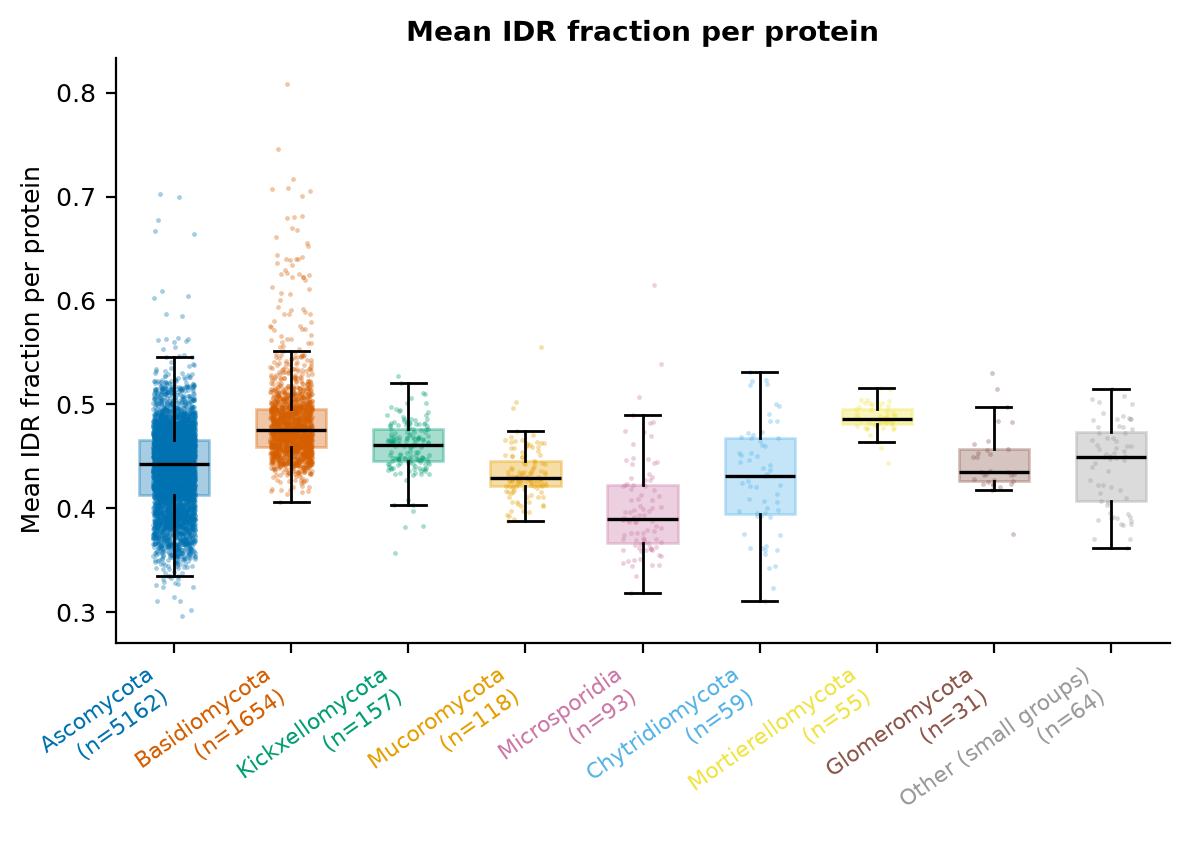 Mean IDR fraction per protein
Mean IDR fraction per protein
0.8
0.7
0.6
0.5
0.4
0.3
Ascomycota
(n=5162)
Basidiomycota
(n=1654)
Kickxellomycota
(n=157)
Mucoromycota
(n=118)
Microsporidia
(n=93)
Chytridiomycota
(n=59)
Mortierellomycota
(n=55)
Glomeromycota
(n=31)
Other (small groups)
(n=64)